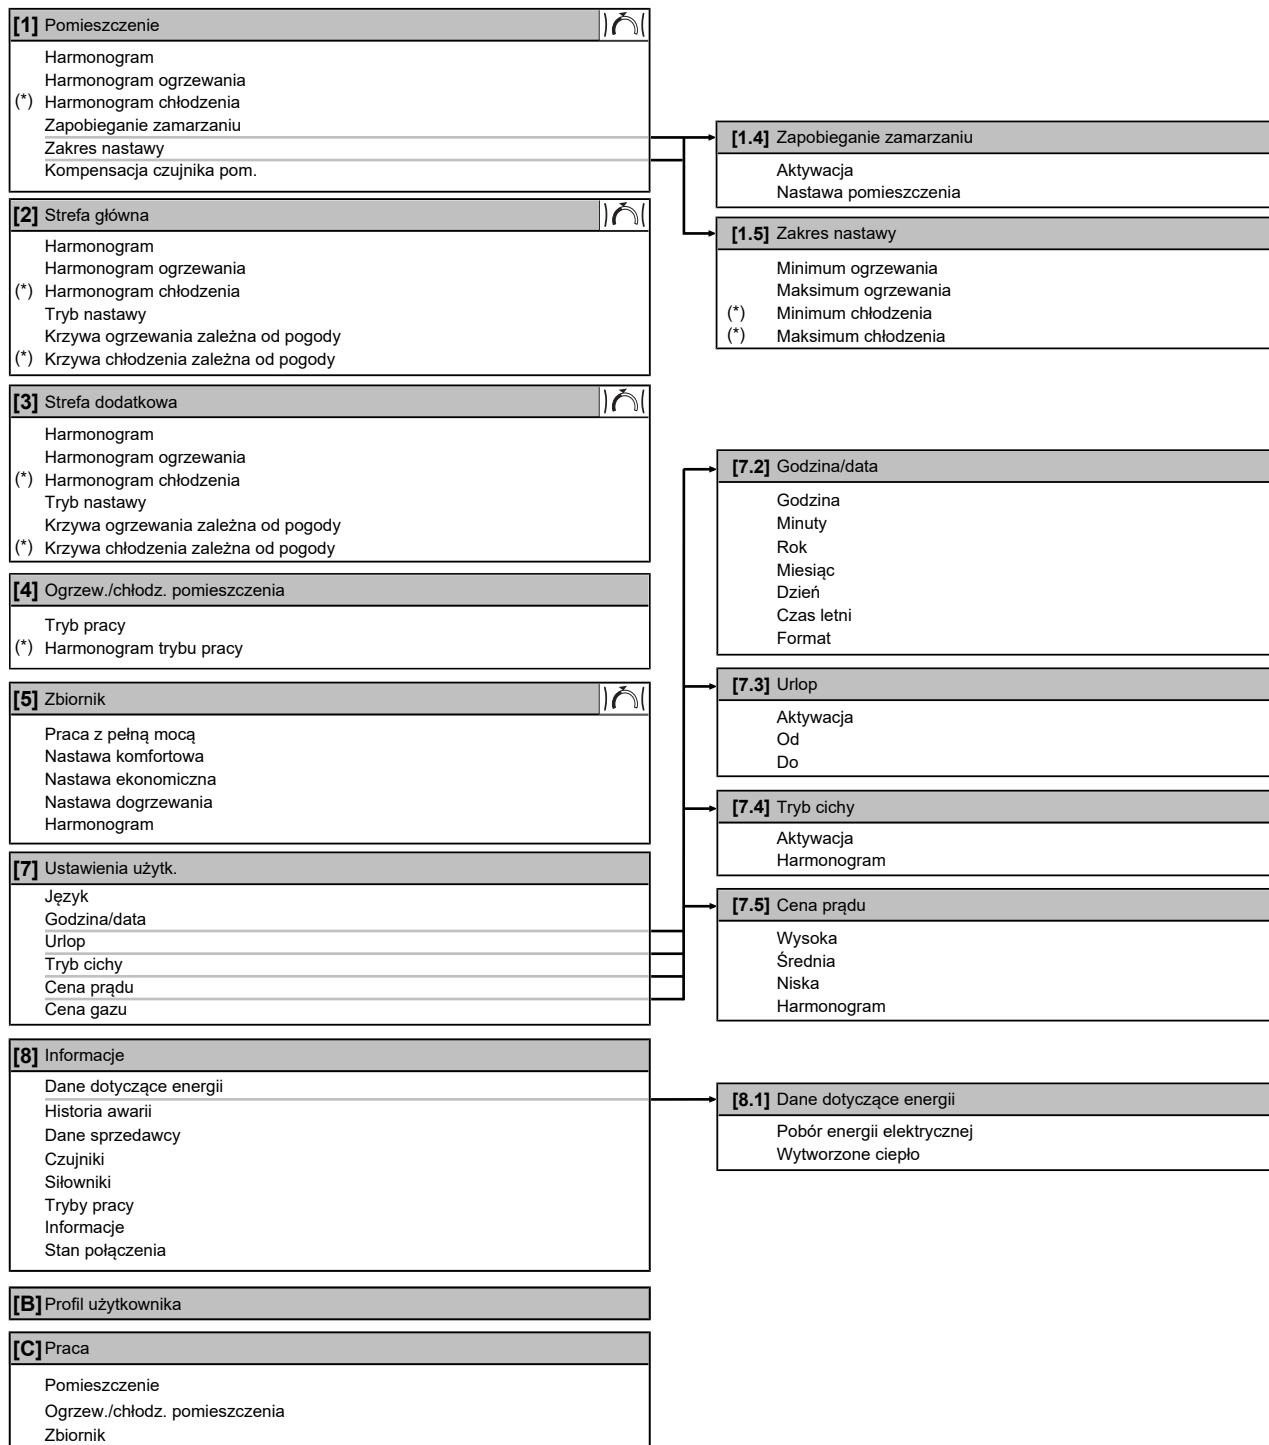 [1] Pomieszczenie
Harmonogram
Harmonogram ogrzewania
(*) Harmonogram chłodzenia
Zapobieganie zamarzaniu
Zakres nastawy
Kompensacja czujnika pom.
[2] Strefa główna
Harmonogram
Harmonogram ogrzewania
(*) Harmonogram chłodzenia
Tryb nastawy
Krzywa ogrzewania zależna od pogody
(*) Krzywa chłodzenia zależna od pogody
[3] Strefa dodatkowa
Harmonogram
Harmonogram ogrzewania
(*) Harmonogram chłodzenia
Tryb nastawy
Krzywa ogrzewania zależna od pogody
(*) Krzywa chłodzenia zależna od pogody
[4] Ogrzew./chłodz. pomieszczenia
Tryb pracy
(*) Harmonogram trybu pracy
[5] Zbiornik
Praca z pełną mocą
Nastawa komfortowa
Nastawa ekonomiczna
Nastawa dogrzewania
Harmonogram
[7] Ustawienia użytk.
Język
Godzina/data
Urlop
Tryb cichy
Cena prądu
Cena gazu
[8] Informacje
Dane dotyczące energii
Historia awarii
Dane sprzedawcy
Czujniki
Siłowniki
Tryby pracy
Informacje
Stan połączenia
[B] Profil użytkownika
[C] Praca
Pomieszczenie
Ogrzew./chłodz. pomieszczenia
Zbiornik
[1.4] Zapobieganie zamarzaniu
Aktywacja
Nastawa pomieszczenia
[1.5] Zakres nastawy
Minimum ogrzewania
Maksimum ogrzewania
(*) Minimum chłodzenia
(*) Maksimum chłodzenia
[7.2] Godzina/data
Godzina
Minuty
Rok
Miesiąc
Dzień
Czas letni
Format
[7.3] Urlop
Aktywacja
Od
Do
[7.4] Tryb cichy
Aktywacja
Harmonogram
[7.5] Cena prądu
Wysoka
Średnia
Niska
Harmonogram
[8.1] Dane dotyczące energii
Pobór energii elektrycznej
Wytworzone ciepło